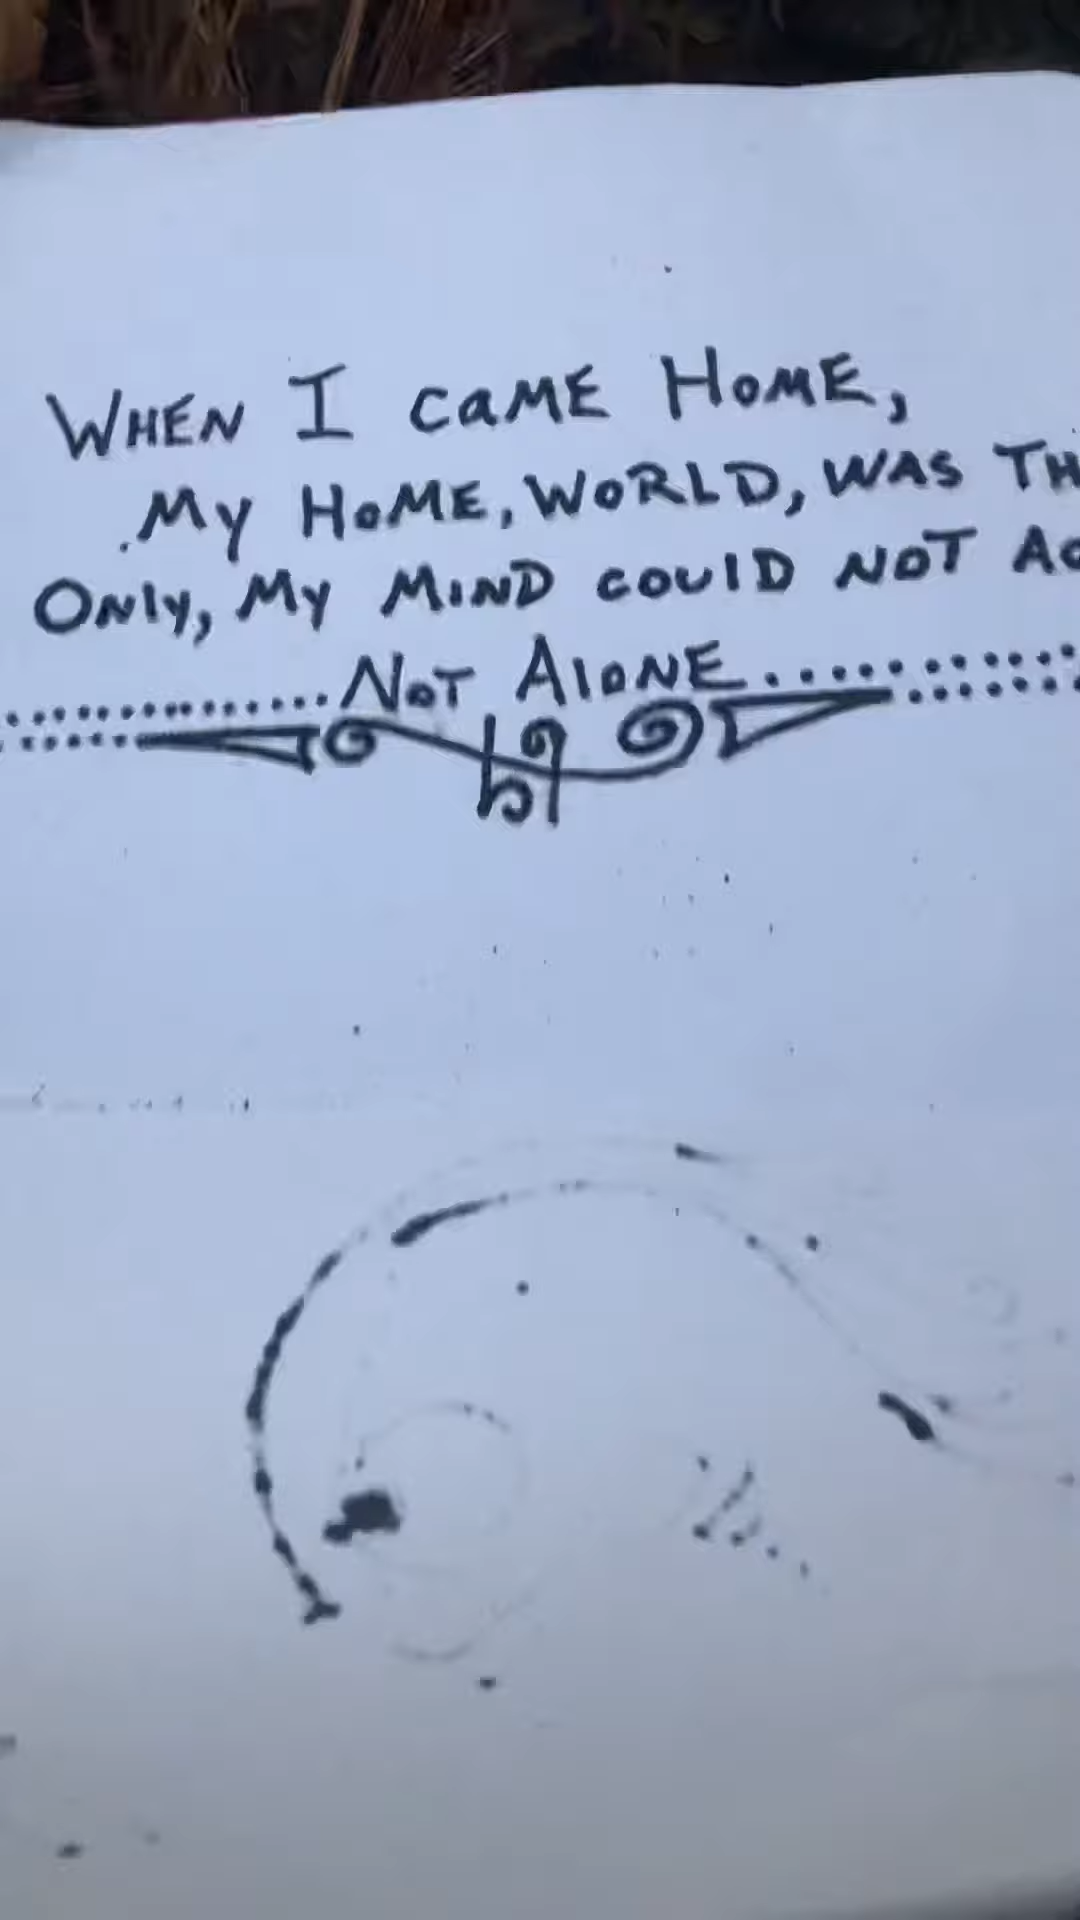 WHEN I CaME HOME,
MY HOME, WORLD, WAS
ONLY, MY MIND COULD NOT
NOT ALONE